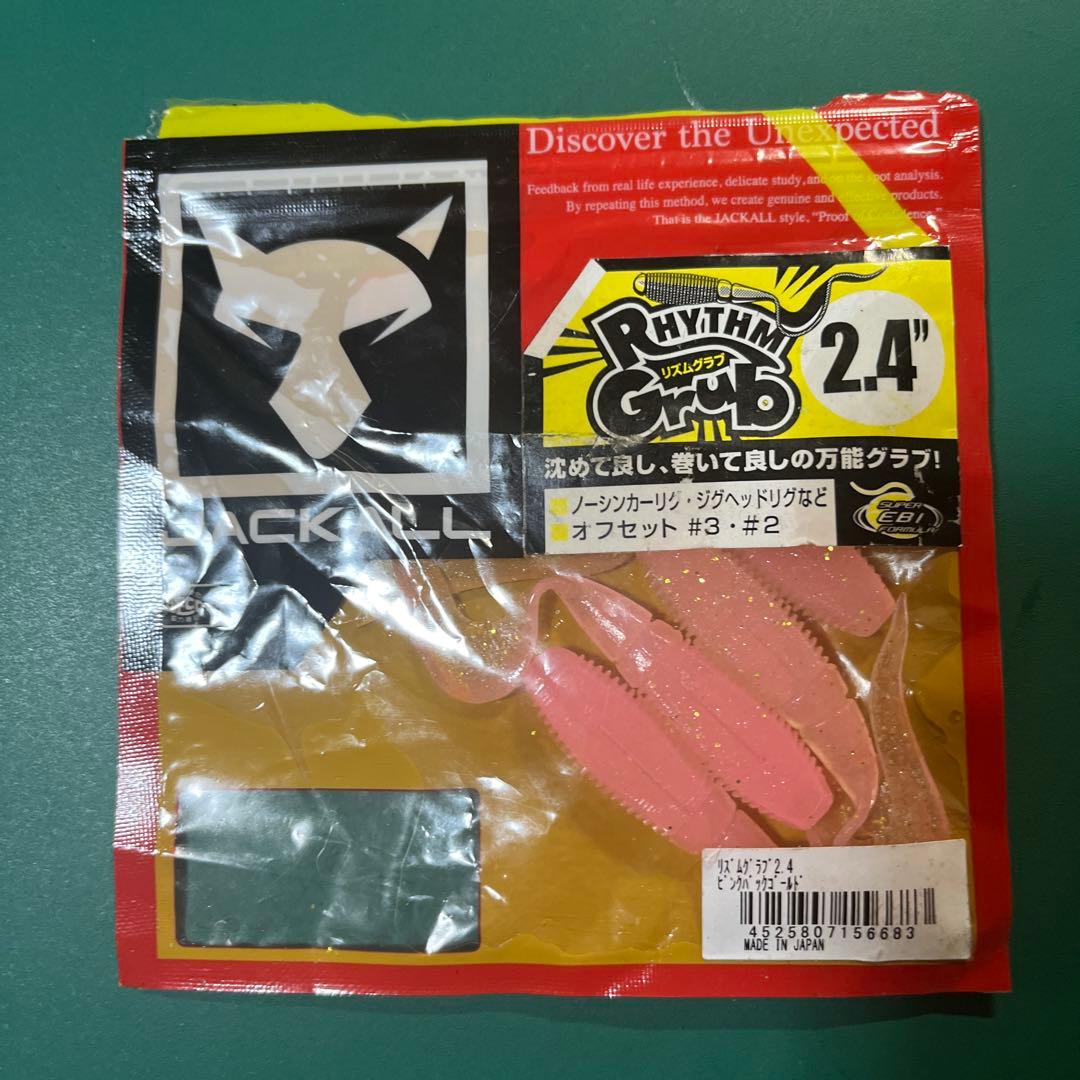 Discover the Unexpected
Feedback from real life experience, delicate study, and on the spot analysis.
By repeating this method, we create genuine and effective products.
That is the JACKALL style, "Proof of Confidence."
RHYTHM
リズムグラブ
Grub
2.4"
沈めて良し、巻いて良しの万能グラブ!
ノーシンカーリグ・ジグヘッドリグなど
オフセット #3・#2
SUPER
EBI
FORMULA
JACKALL
ﾘｽﾞﾑｸﾞﾗﾌﾞ2.4
ﾋﾟﾝｸﾊﾞｯｸｺﾞｰﾙﾄﾞ
4525807156683
MADE IN JAPAN